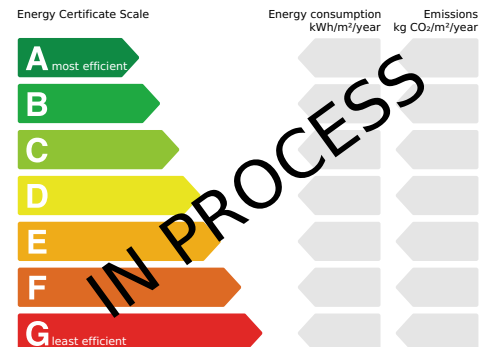 Energy Certificate Scale
Energy consumption
kWh/m²/year
Emissions
kg CO₂/m²/year
A most efficient
B
C
D
E
F
G least efficient
IN PROCESS